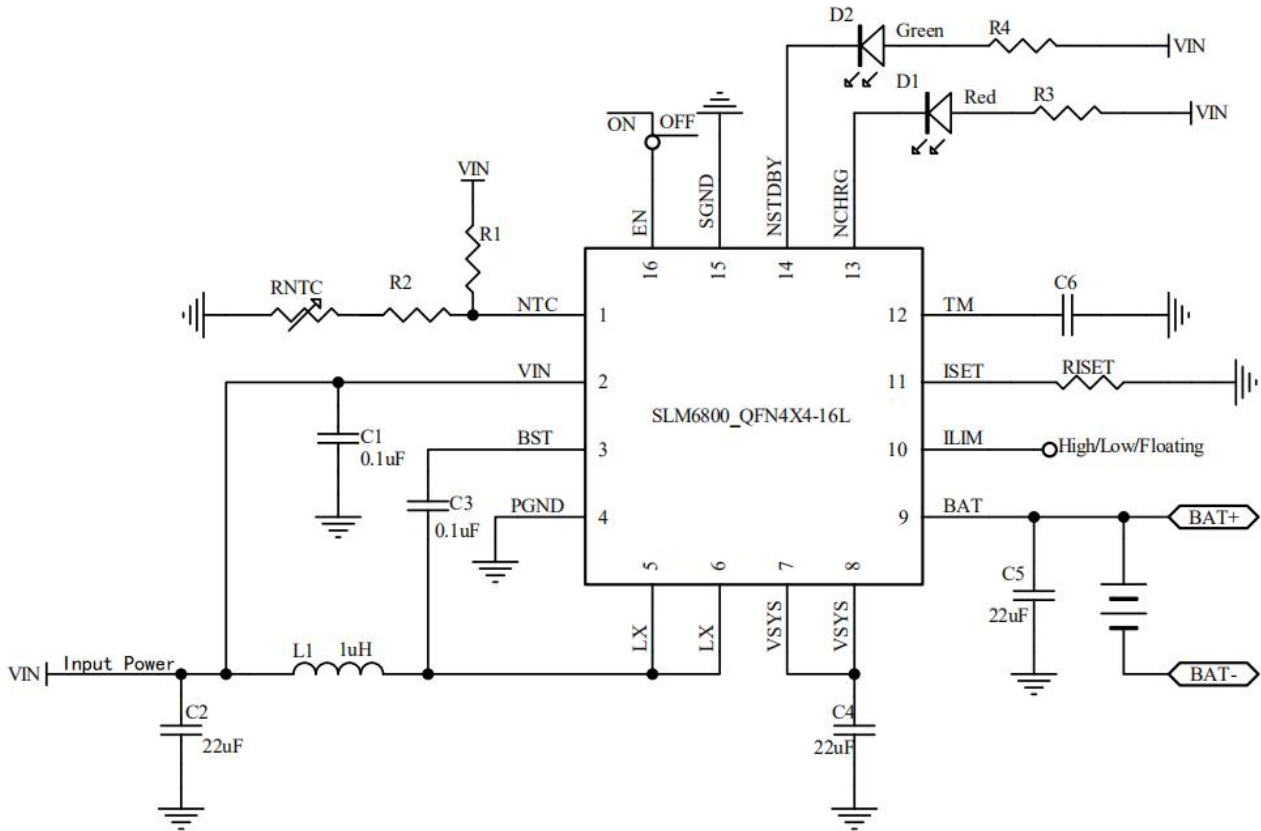 D2
Green
R4
VIN
D1
Red
R3
VIN
ON
OFF
VIN
EN
SGND
NSTDBY
NCHRG
R1
16
15
14
13
RNTC
R2
NTC
1
12
TM
C6
VIN
2
11
ISET
RISET
SLM6800_QFN4X4-16L
C1
0.1uF
BST
3
10
ILIM
High/Low/Floating
C3
0.1uF
PGND
4
9
BAT
BAT+
5
6
7
8
C5
22uF
LX
LX
VSYS
VSYS
VIN
Input Power
L1
1uH
BAT-
C2
22uF
C4
22uF